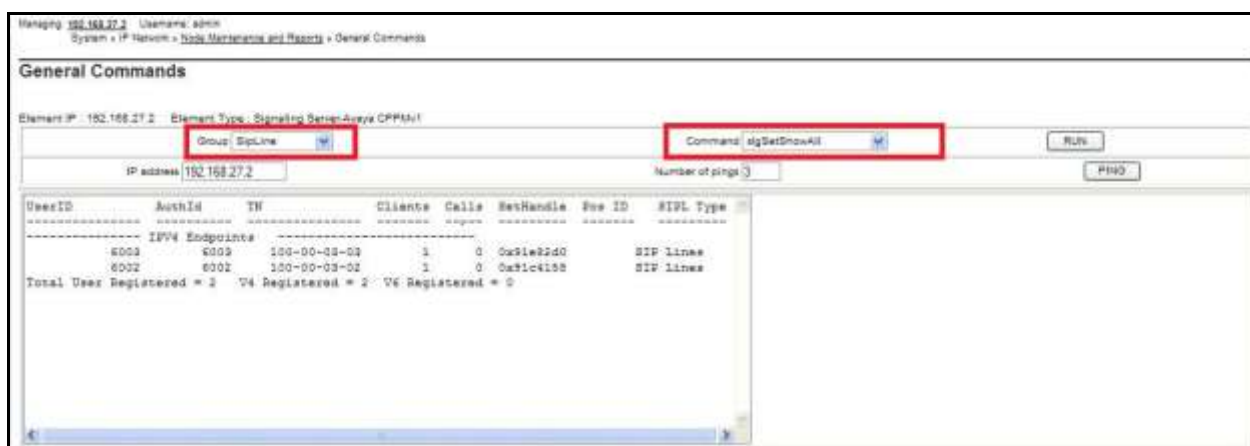 Managing: 192.168.27.2 Username: admin
System » IP Network » Node Maintenance and Reports » General Commands
General Commands
Element IP : 192.168.27.2 Element Type : Signaling Server-Avaya CPPMv1
Group SipLine
Command slgSetShowAll
RUN
IP address 192.168.27.2
Number of pings 3
PING
UserID AuthId TN Clients Calls SetHandle Pos ID SIPL Type
--------------- ----------- --------------- ------- ----- ---------- ------- ----------
--------------- IPV4 Endpoints --------------------------
6003 6003 100-00-03-03 1 0 SIP Lines
6002 6002 100-00-03-02 1 0 0x91c4158 SIP Lines
Total User Registered = 2 V4 Registered = 2 V6 Registered = 0